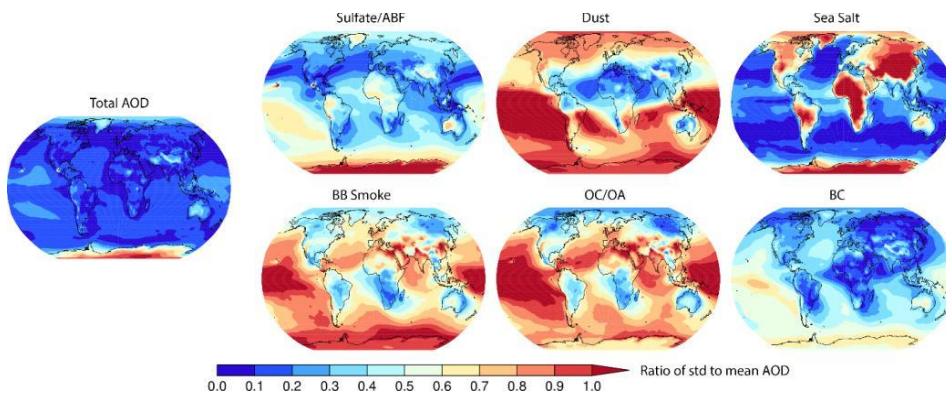 Sulfate/ABF
Dust
Sea Salt
Total AOD
BB Smoke
OC/OA
BC
0.0 0.1 0.2 0.3 0.4 0.5 0.6 0.7 0.8 0.9 1.0
Ratio of std to mean AOD